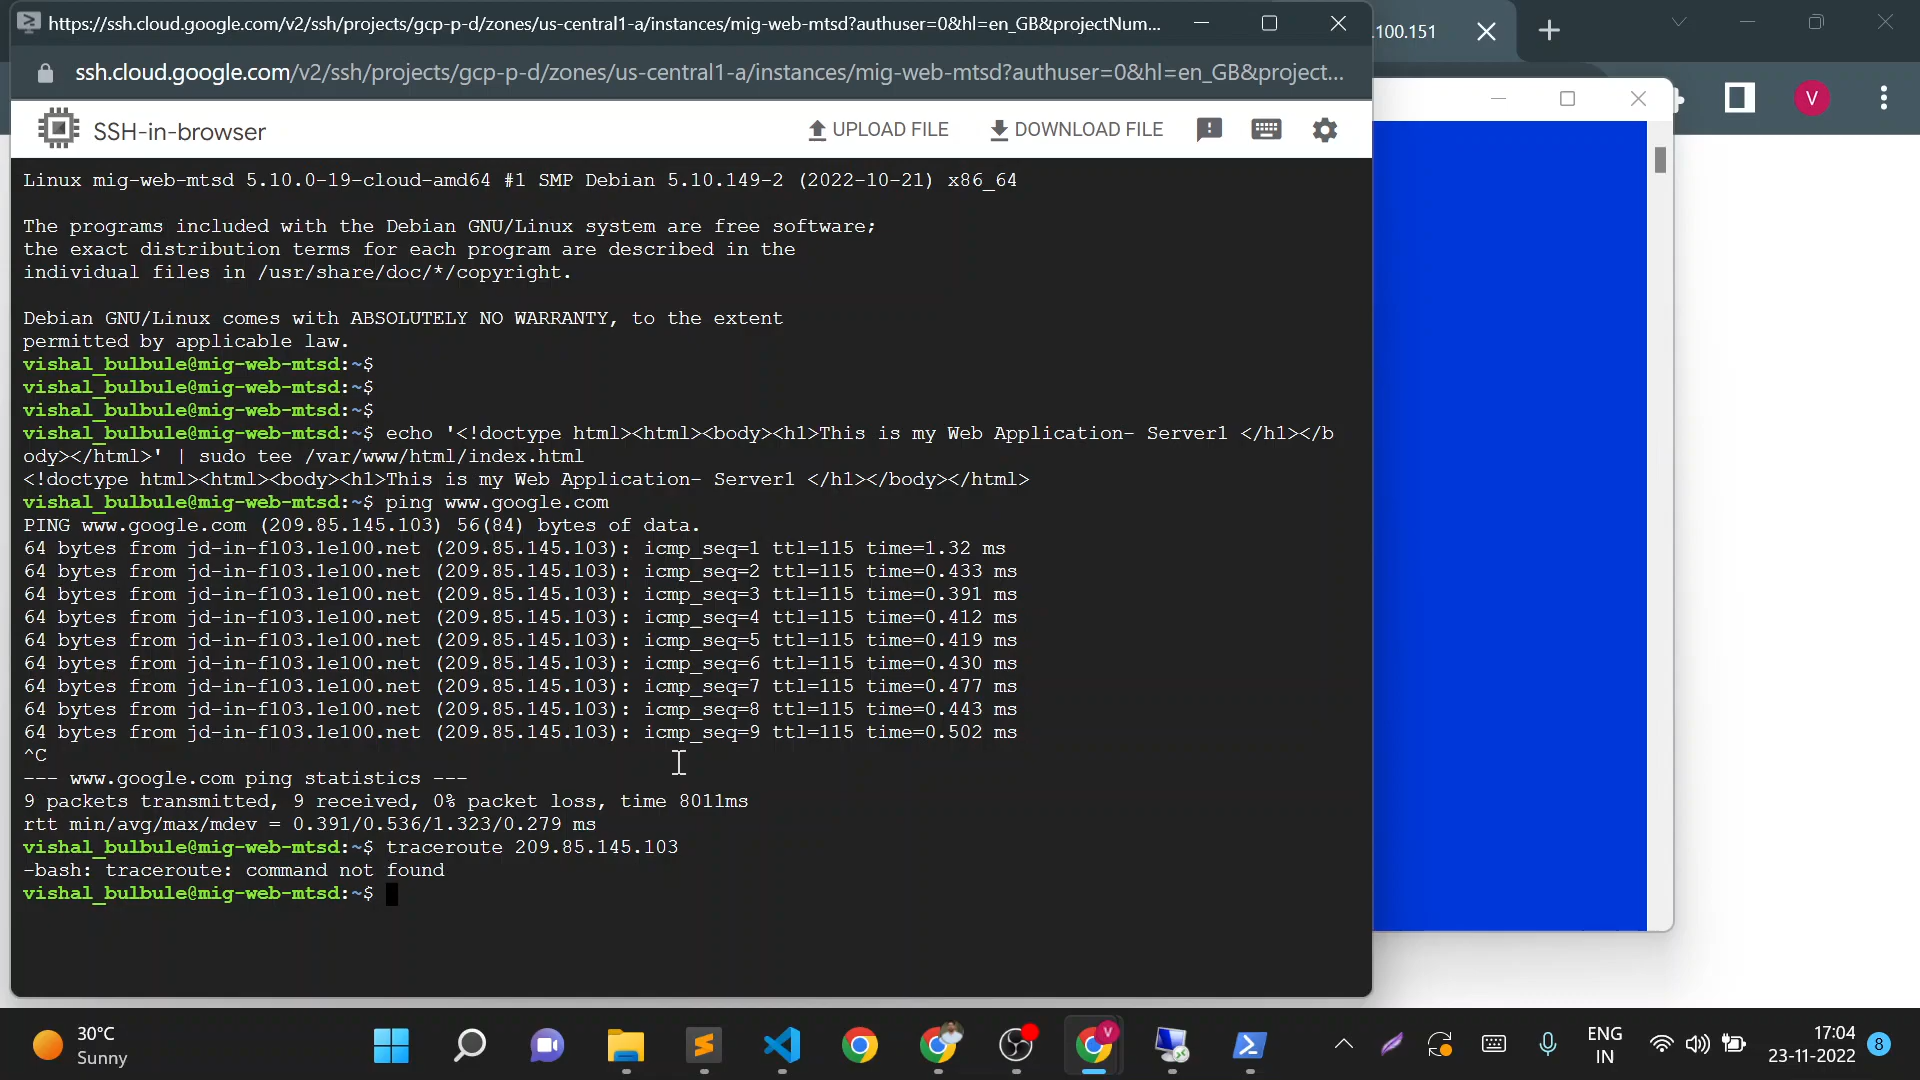 https://ssh.cloud.google.com/v2/ssh/projects/gcp-p-d/zones/us-central1-a/instances/mig-web-mtsd?authuser=0&hl=en_GB&projectNum...
.100.151
ssh.cloud.google.com/v2/ssh/projects/gcp-p-d/zones/us-central1-a/instances/mig-web-mtsd?authuser=0&hl=en_GB&project...
V
SSH-in-browser
UPLOAD FILE
DOWNLOAD FILE
Linux mig-web-mtsd 5.10.0-19-cloud-amd64 #1 SMP Debian 5.10.149-2 (2022-10-21) x86_64
The programs included with the Debian GNU/Linux system are free software;
the exact distribution terms for each program are described in the
individual files in /usr/share/doc/*/copyright.
Debian GNU/Linux comes with ABSOLUTELY NO WARRANTY, to the extent
permitted by applicable law.
vishal_bulbule@mig-web-mtsd:~$
vishal_bulbule@mig-web-mtsd:~$
vishal_bulbule@mig-web-mtsd:~$
vishal_bulbule@mig-web-mtsd:~$ echo '<!doctype html><html><body><h1>This is my Web Application- Server1 </h1></b
ody></html>' | sudo tee /var/www/html/index.html
<!doctype html><html><body><h1>This is my Web Application- Server1 </h1></body></html>
vishal_bulbule@mig-web-mtsd:~$ ping www.google.com
PING www.google.com (209.85.145.103) 56(84) bytes of data.
64 bytes from jd-in-f103.1e100.net (209.85.145.103): icmp_seq=1 ttl=115 time=1.32 ms
64 bytes from jd-in-f103.1e100.net (209.85.145.103): icmp_seq=2 ttl=115 time=0.433 ms
64 bytes from jd-in-f103.1e100.net (209.85.145.103): icmp_seq=3 ttl=115 time=0.391 ms
64 bytes from jd-in-f103.1e100.net (209.85.145.103): icmp_seq=4 ttl=115 time=0.412 ms
64 bytes from jd-in-f103.1e100.net (209.85.145.103): icmp_seq=5 ttl=115 time=0.419 ms
64 bytes from jd-in-f103.1e100.net (209.85.145.103): icmp_seq=6 ttl=115 time=0.430 ms
64 bytes from jd-in-f103.1e100.net (209.85.145.103): icmp_seq=7 ttl=115 time=0.477 ms
64 bytes from jd-in-f103.1e100.net (209.85.145.103): icmp_seq=8 ttl=115 time=0.443 ms
64 bytes from jd-in-f103.1e100.net (209.85.145.103): icmp_seq=9 ttl=115 time=0.502 ms
^C
--- www.google.com ping statistics ---
9 packets transmitted, 9 received, 0% packet loss, time 8011ms
rtt min/avg/max/mdev = 0.391/0.536/1.323/0.279 ms
vishal_bulbule@mig-web-mtsd:~$ traceroute 209.85.145.103
-bash: traceroute: command not found
vishal_bulbule@mig-web-mtsd:~$
30°C
Sunny
V
ENG
IN
17:04
23-11-2022
8